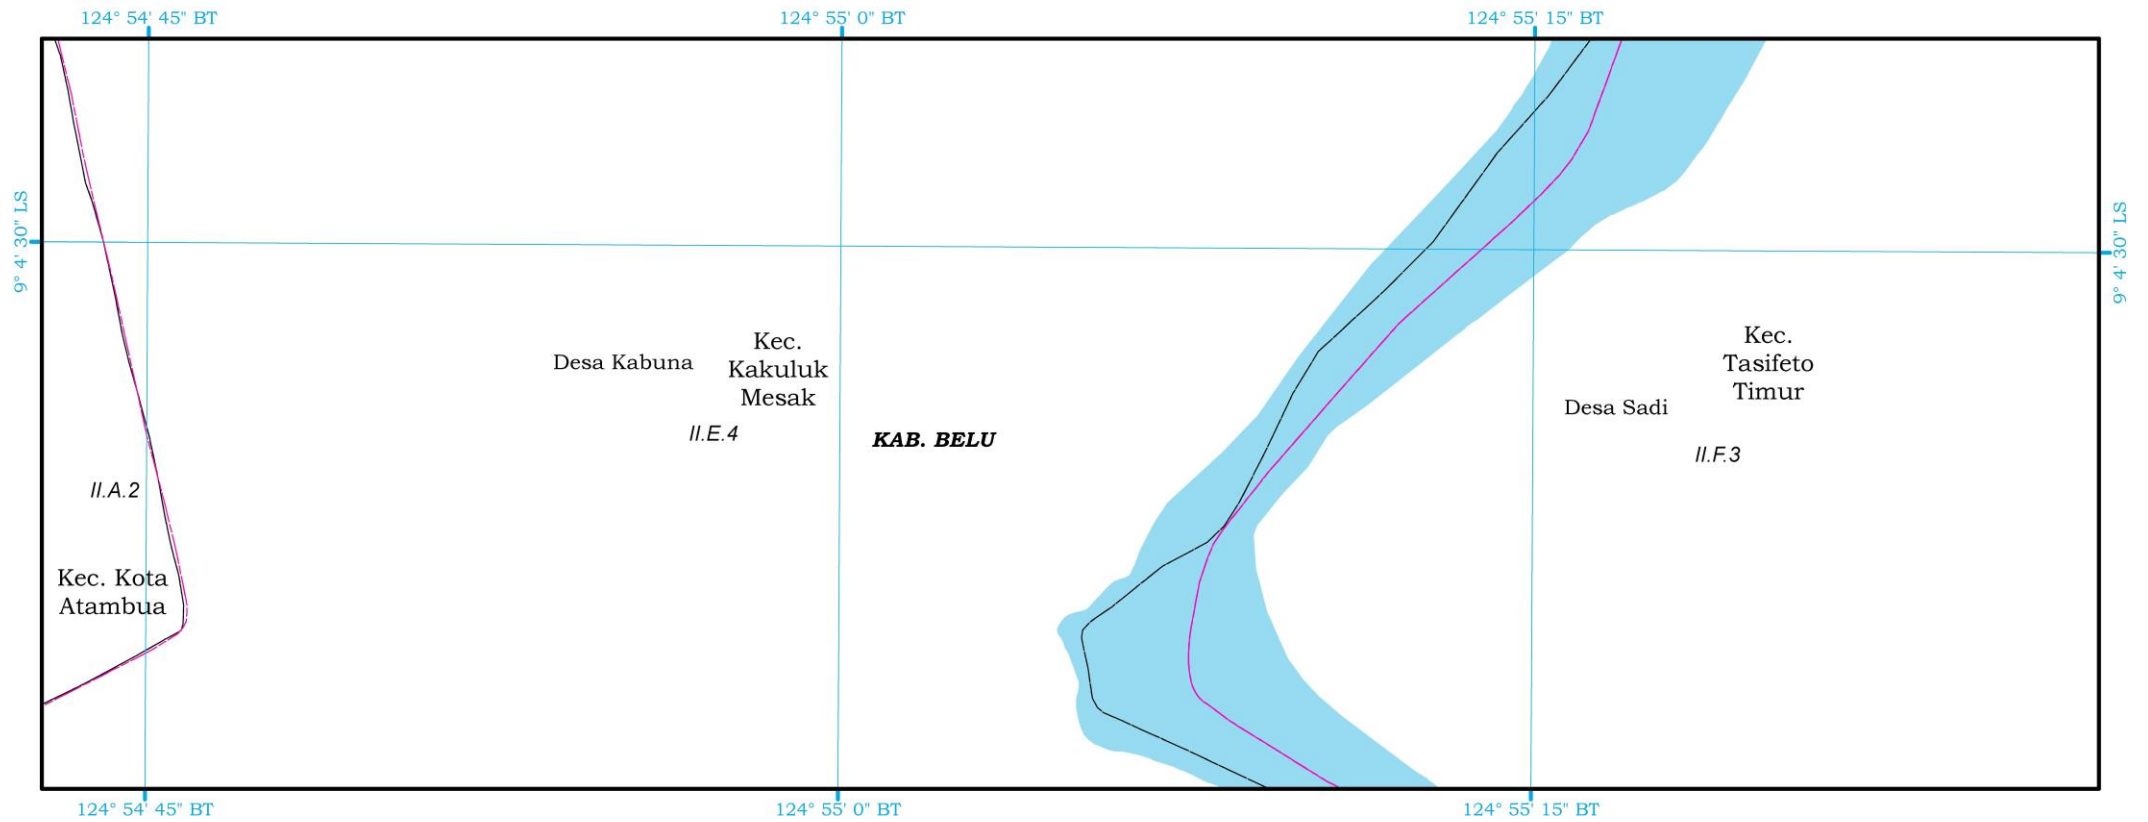 124° 54' 45" BT
124° 55' 0" BT
124° 55' 15" BT
9° 4' 30" LS
9° 4' 30" LS
Desa Kabuna
Kec.
Kakuluk
Mesak
II.E.4
KAB. BELU
Kec.
Tasifeto
Timur
Desa Sadi
II.F.3
II.A.2
Kec. Kota
Atambua
124° 54' 45" BT
124° 55' 0" BT
124° 55' 15" BT